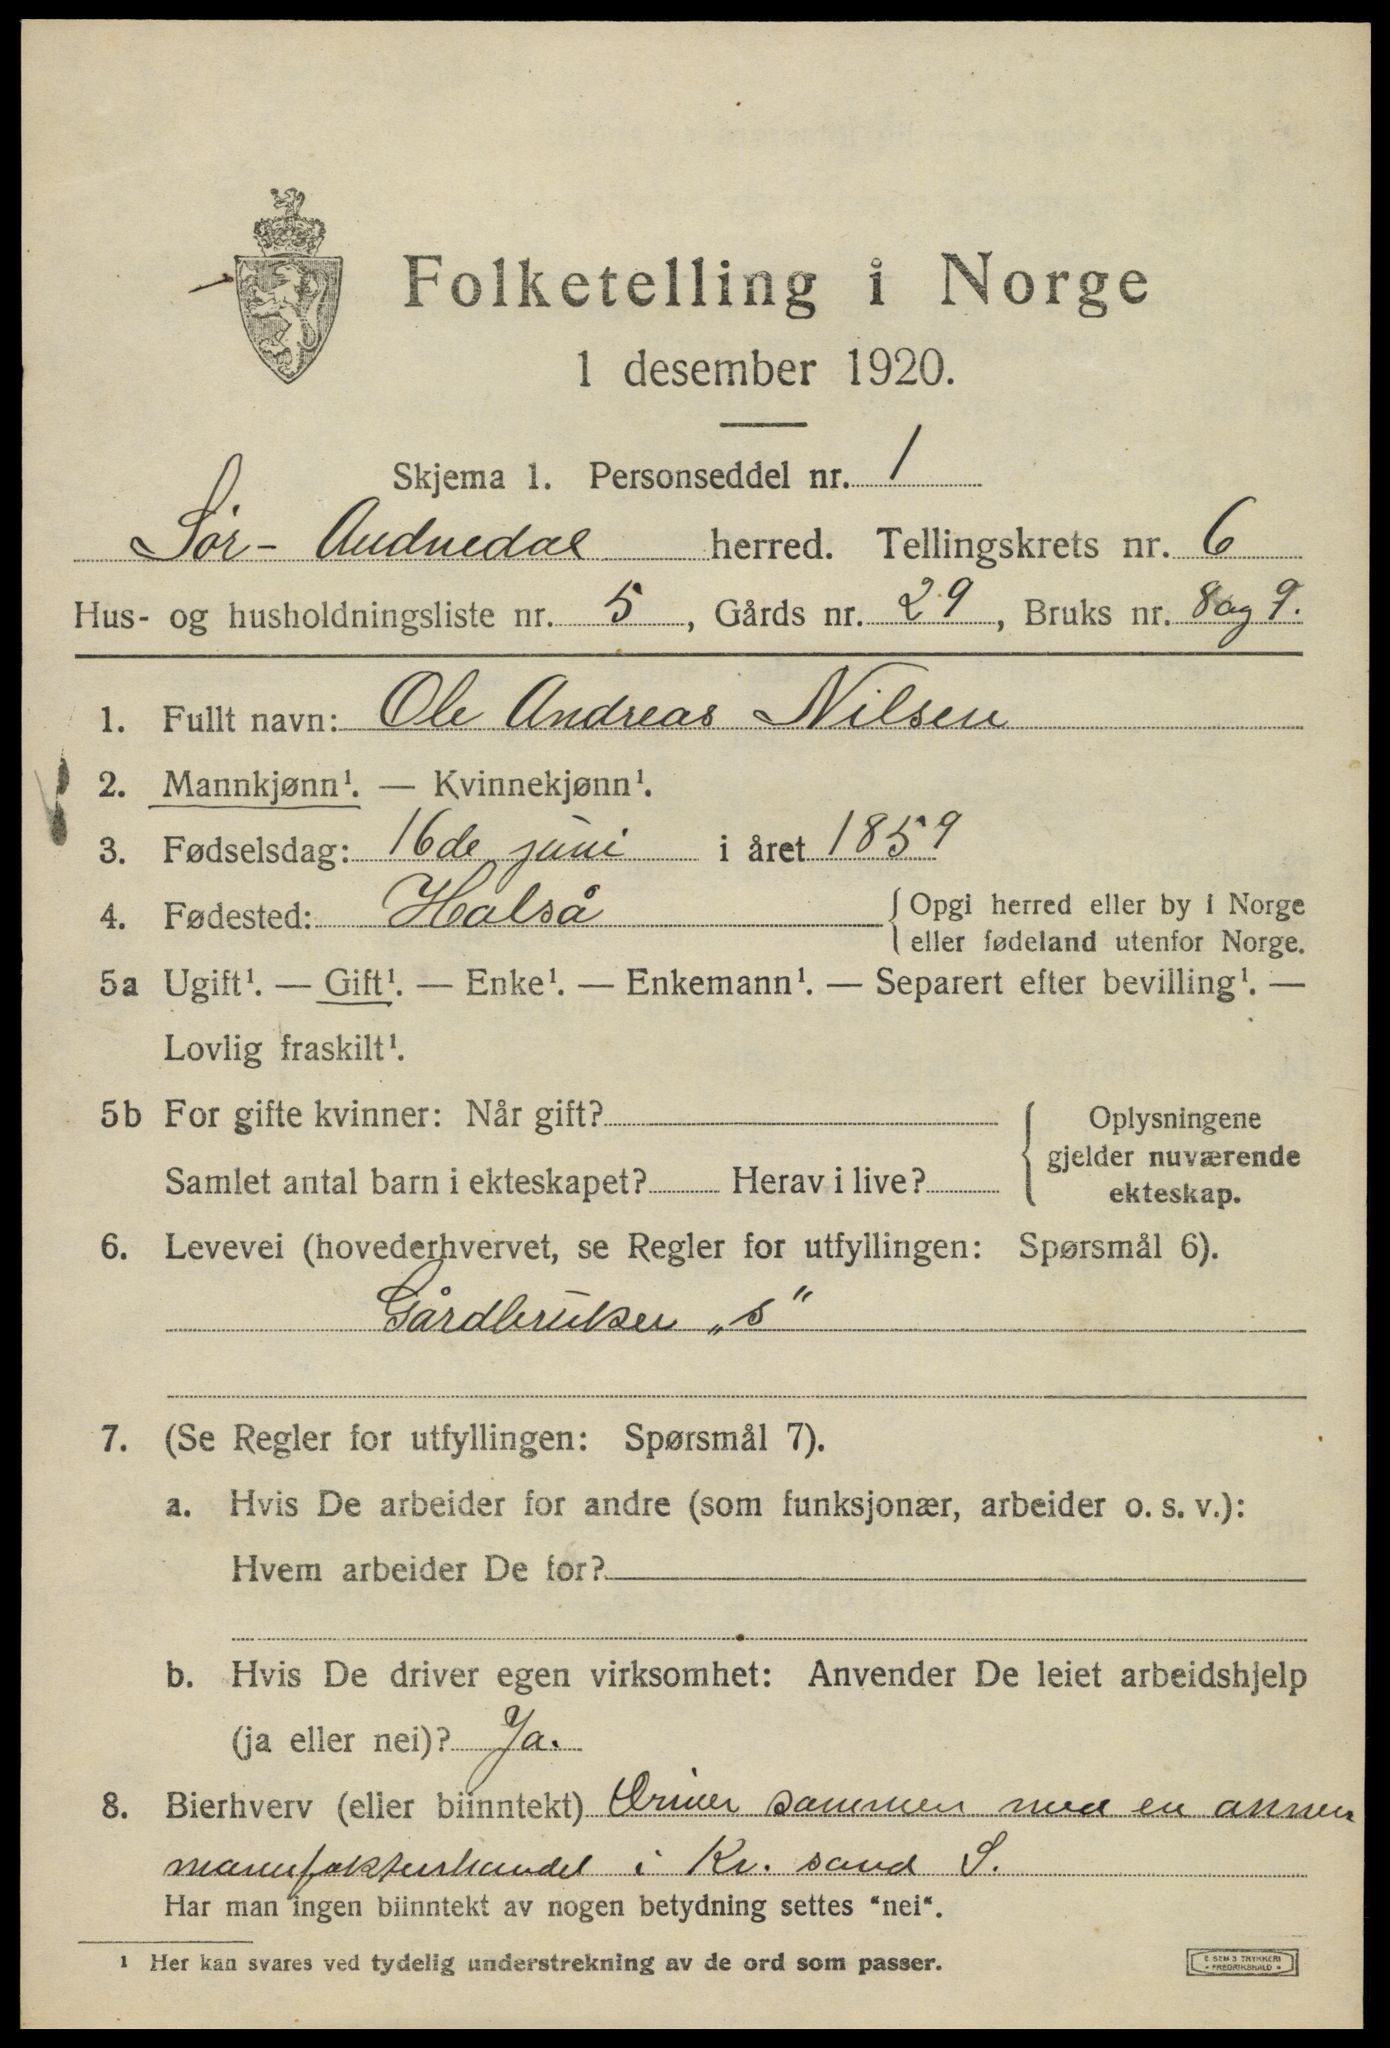 Folketelling i Norge
1 desember 1920.
Skjema 1. Personseddel nr. 1
Sør-Audnedal herred. Tellingskrets nr. 6
Hus- og husholdningsliste nr. 5, Gårds nr. 29, Bruks nr. 8 og 9.
1. Fullt navn: Ole Andreas Nilsen
2. Mannkjønn¹. — Kvinnekjønn¹.
3. Fødselsdag: 16de juni i året 1859
4. Fødested: Halså {Opgi herred eller by i Norge
eller fødeland utenfor Norge.
5a Ugift¹. — Gift¹. — Enke¹. — Enkemann¹. — Separert efter bevilling¹. —
Lovlig fraskilt¹.
5b For gifte kvinner: Når gift?
Samlet antal barn i ekteskapet? Herav i live?
Oplysningene
gjelder nuværende
ekteskap.
6. Levevei (hovederhvervet, se Regler for utfyllingen: Spørsmål 6).
Gårdbruker „s“
7. (Se Regler for utfyllingen: Spørsmål 7).
a. Hvis De arbeider for andre (som funksjonær, arbeider o. s. v.):
Hvem arbeider De for?
b. Hvis De driver egen virksomhet: Anvender De leiet arbeidshjelp
(ja eller nei)? Ja.
8. Bierhverv (eller biinntekt) Driver sammen med en annen
manufakturhandel i Kr. sand S.
Har man ingen biinntekt av nogen betydning settes "nei".
¹ Her kan svares ved tydelig understrekning av de ord som passer.
E. SEM'S TRYKKERI
FREDRIKSHALD